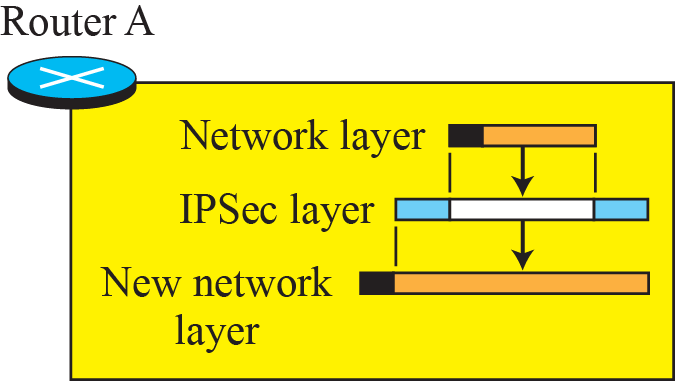 Router A
Network layer
IPSec layer
New network
layer